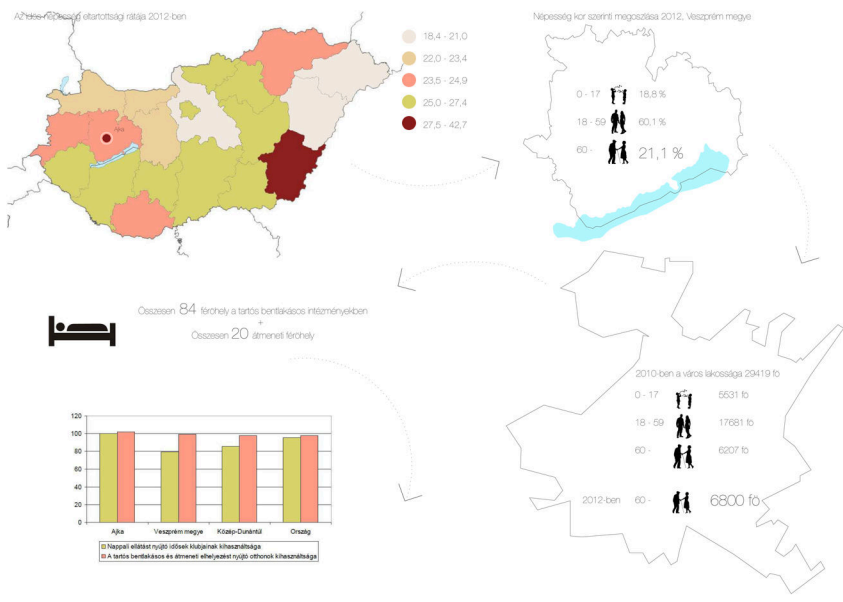 Az idős népesség eltartottsági rátája 2012-ben
18,4 - 21,0
22,0 - 23,4
23,5 - 24,9
25,0 - 27,4
27,5 - 42,7
Ajka
Népesség kor szerinti megoszlása 2012, Veszprém megye
0 - 17 18,8 %
18 - 59 60,1 %
60 - 21,1 %
Összesen 84 férőhely a tartós bentlakásos intézményekben
+
Összesen 20 átmeneti férőhely
2010-ben a város lakossága 29419 fő
0 - 17 5531 fő
18 - 59 17681 fő
60 - 6207 fő
2012-ben 60 - 6800 fő
120
100
80
60
40
20
0
Ajka Veszprém megye Közép-Dunántúl Ország
Nappali ellátást nyújtó idősek klubjainak kihasználtsága
A tartós bentlakásos és átmeneti elhelyezést nyújtó otthonok kihasználtsága